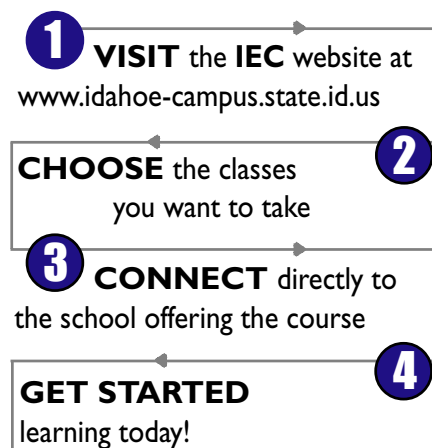 1
VISIT the IEC website at
www.idahoe-campus.state.id.us
2
CHOOSE the classes
you want to take
3
CONNECT directly to
the school offering the course
4
GET STARTED
learning today!